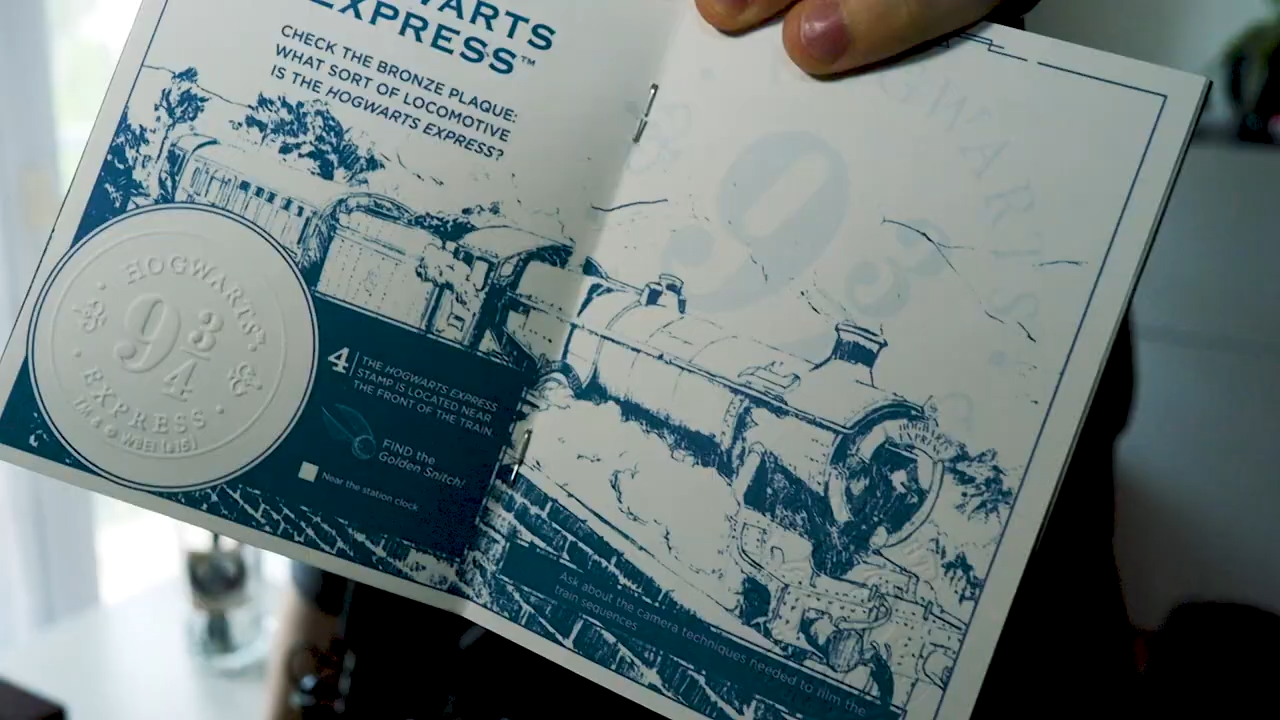 EXPRESS™
CHECK THE BRONZE PLAQUE:
WHAT SORT OF LOCOMOTIVE
IS THE HOGWARTS EXPRESS?
HOGWARTS
9 3/4
EXPRESS
4
THE HOGWARTS EXPRESS
STAMP IS LOCATED NEAR
THE FRONT OF THE TRAIN.
FIND the
Golden Snitch!
Near the station clock
HOGWARTS
EXPRESS
Ask about the camera techniques needed to film the
train sequences